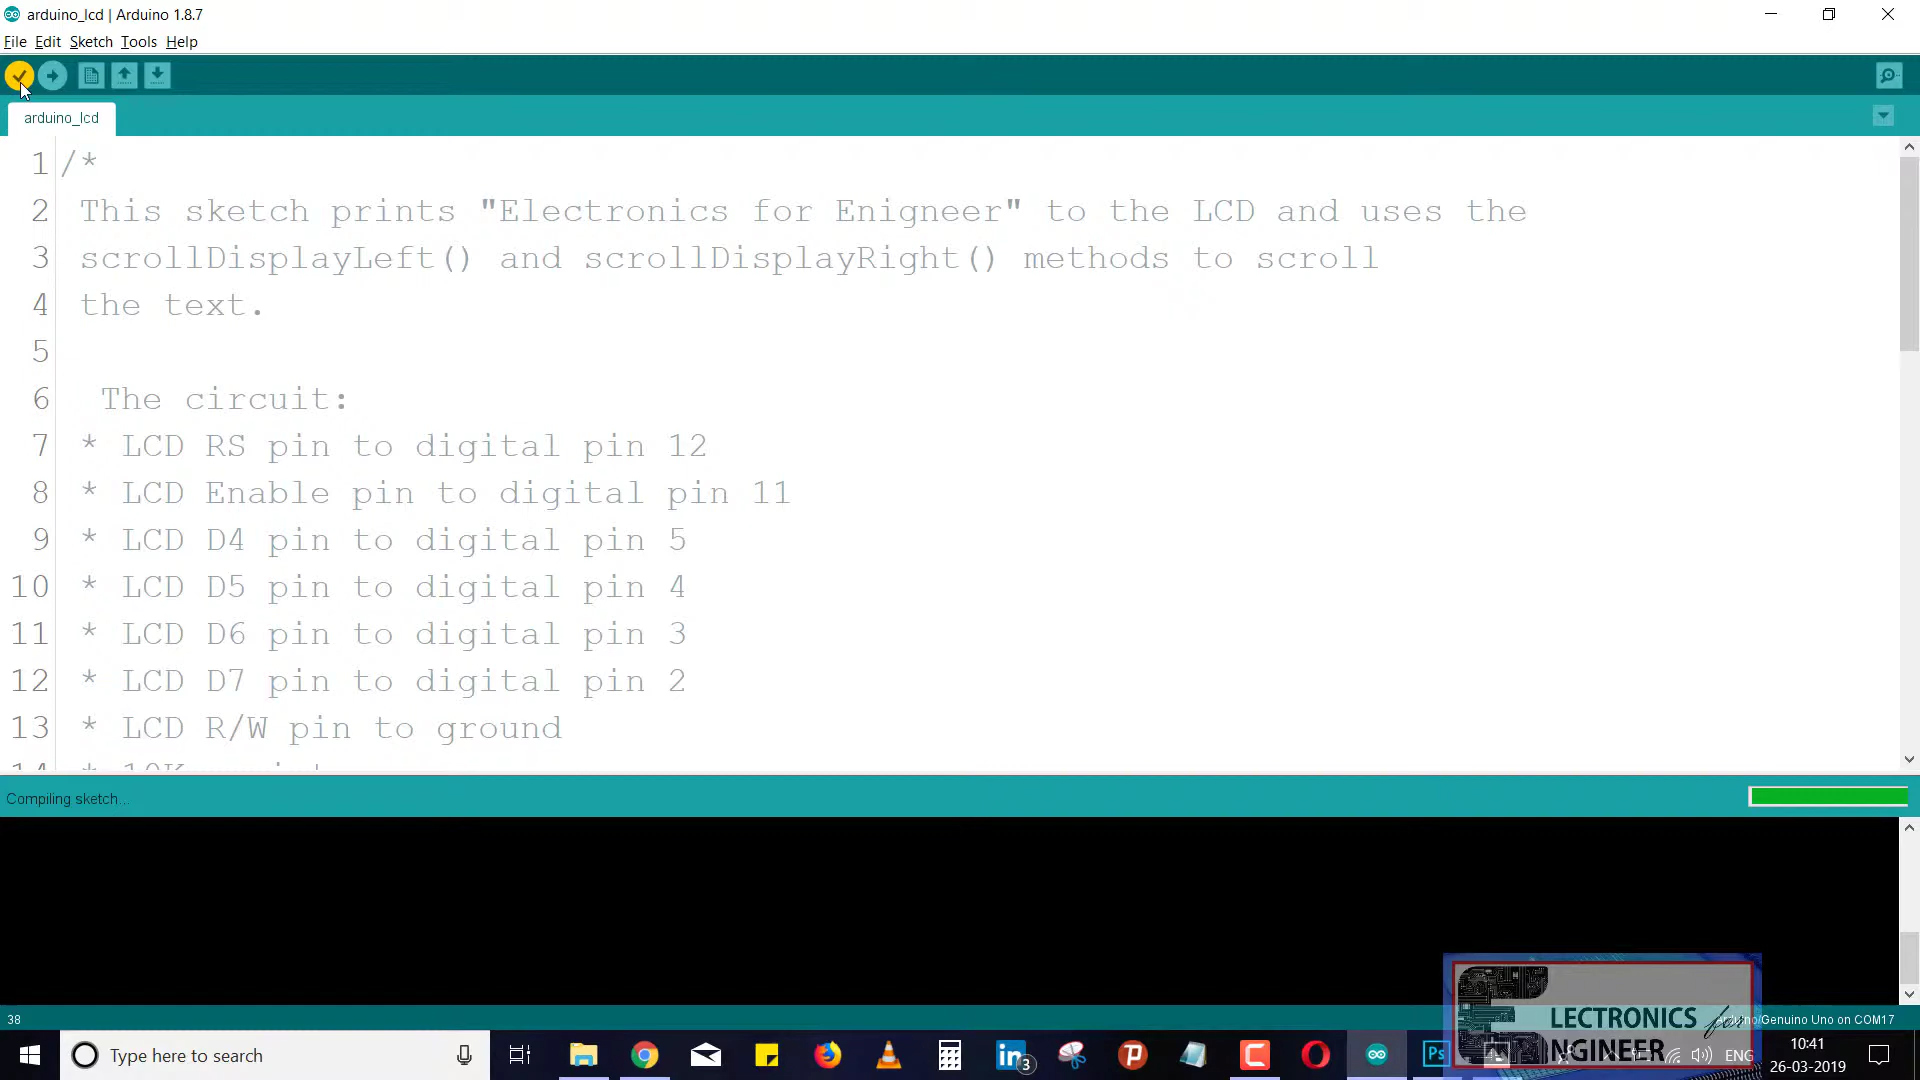 arduino_lcd | Arduino 1.8.7
File Edit Sketch Tools Help
arduino_lcd
1 /*
2 This sketch prints "Electronics for Enigneer" to the LCD and uses the
3 scrollDisplayLeft() and scrollDisplayRight() methods to scroll
4 the text.
5
6 The circuit:
7 * LCD RS pin to digital pin 12
8 * LCD Enable pin to digital pin 11
9 * LCD D4 pin to digital pin 5
10 * LCD D5 pin to digital pin 4
11 * LCD D6 pin to digital pin 3
12 * LCD D7 pin to digital pin 2
13 * LCD R/W pin to ground
Compiling sketch...
38
/Genuino Uno on COM17
LECTRONICS for
NGINEER
Type here to search
3
Ps
ENG
10:41
26-03-2019